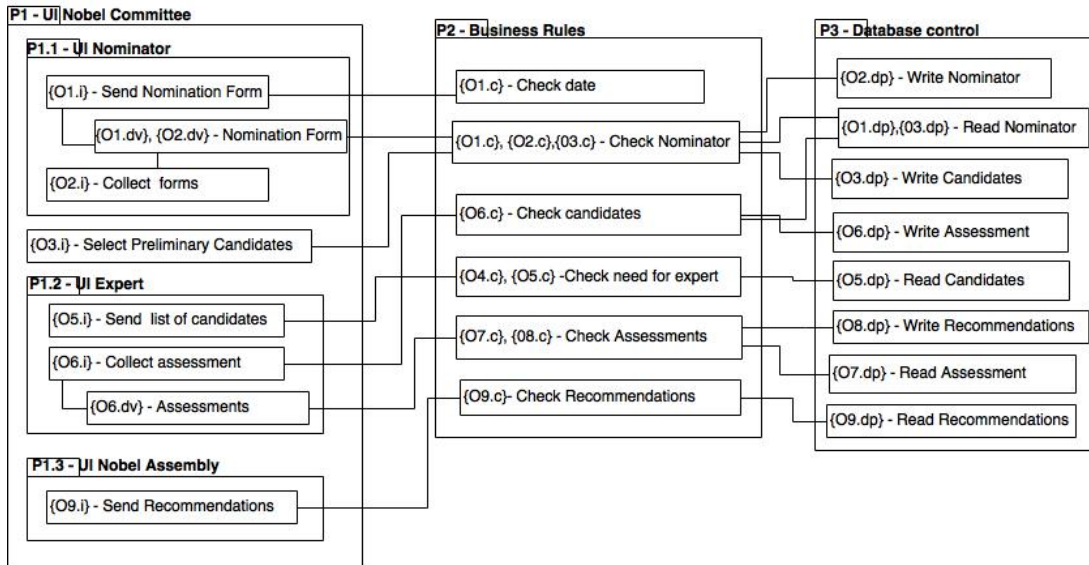 P1 - UI Nobel Committee
P1.1 - UI Nominator
{O1.i} - Send Nomination Form
{O1.dv}, {O2.dv} - Nomination Form
{O2.i} - Collect forms
{O3.i} - Select Preliminary Candidates
P1.2 - UI Expert
{O5.i} - Send list of candidates
{O6.i} - Collect assessment
{O6.dv} - Assessments
P1.3 - UI Nobel Assembly
{O9.i} - Send Recommendations
P2 - Business Rules
{O1.c} - Check date
{O1.c}, {O2.c},{03.c} - Check Nominator
{O6.c} - Check candidates
{O4.c}, {O5.c} -Check need for expert
{O7.c}, {08.c} - Check Assessments
{O9.c}- Check Recommendations
P3 - Database control
{O2.dp} - Write Nominator
{O1.dp},{03.dp} - Read Nominator
{O3.dp} - Write Candidates
{O6.dp} - Write Assessment
{O5.dp} - Read Candidates
{O8.dp} - Write Recommendations
{O7.dp} - Read Assessment
{O9.dp} - Read Recommendations